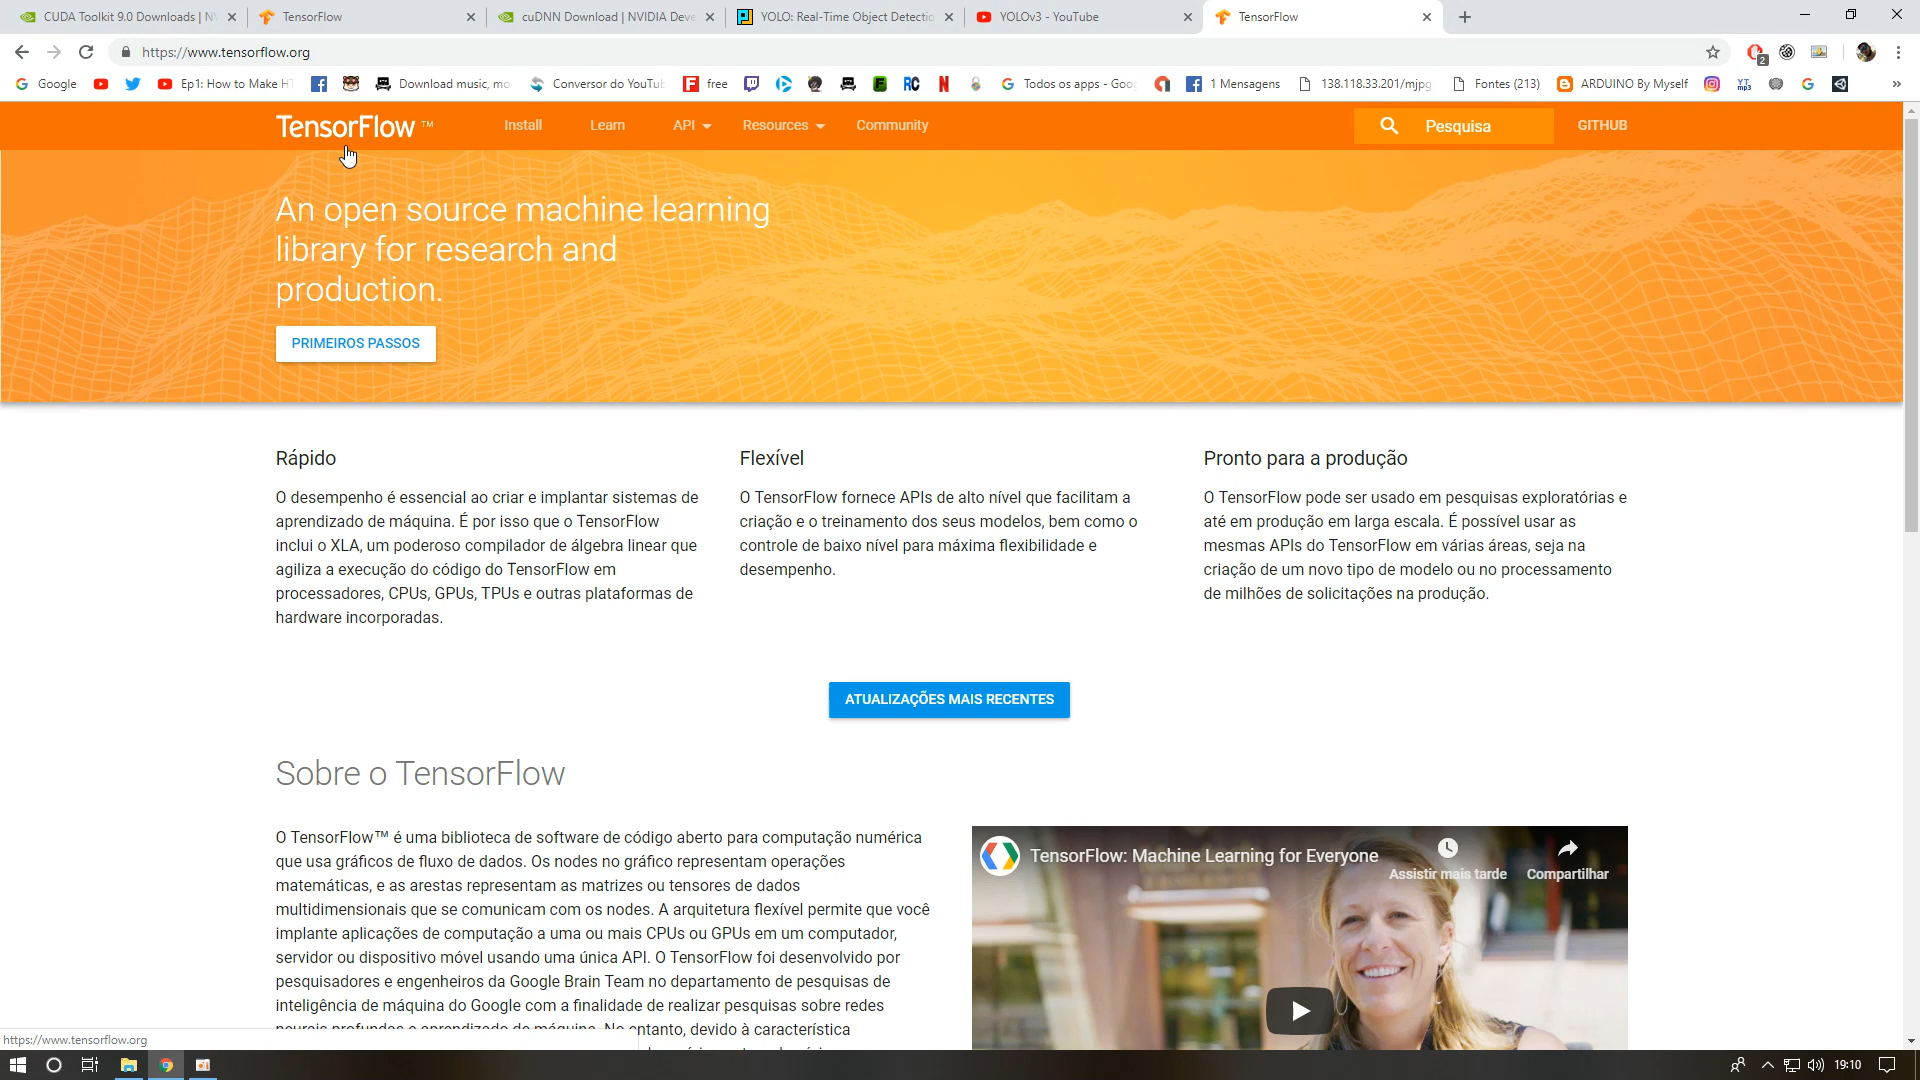 CUDA Toolkit 9.0 Downloads | NV
TensorFlow
cuDNN Download | NVIDIA Deve
YOLO: Real-Time Object Detectio
YOLOv3 - YouTube
TensorFlow
https://www.tensorflow.org
2
Google
Ep1: How to Make HT
Download music, mo
Conversor do YouTu
free
Todos os apps - Goo
1 Mensagens
138.118.33.201/mjpg
Fontes (213)
ARDUINO By Myself
»
TensorFlow ™
Install
Learn
API
Resources
Community
Pesquisa
GITHUB
An open source machine learning
library for research and
production.
PRIMEIROS PASSOS
Rápido
O desempenho é essencial ao criar e implantar sistemas de
aprendizado de máquina. É por isso que o TensorFlow
inclui o XLA, um poderoso compilador de álgebra linear que
agiliza a execução do código do TensorFlow em
processadores, CPUs, GPUs, TPUs e outras plataformas de
hardware incorporadas.
Flexível
O TensorFlow fornece APIs de alto nível que facilitam a
criação e o treinamento dos seus modelos, bem como o
controle de baixo nível para máxima flexibilidade e
desempenho.
Pronto para a produção
O TensorFlow pode ser usado em pesquisas exploratórias e
até em produção em larga escala. É possível usar as
mesmas APIs do TensorFlow em várias áreas, seja na
criação de um novo tipo de modelo ou no processamento
de milhões de solicitações na produção.
ATUALIZAÇÕES MAIS RECENTES
Sobre o TensorFlow
O TensorFlow™ é uma biblioteca de software de código aberto para computação numérica
que usa gráficos de fluxo de dados. Os nodes no gráfico representam operações
matemáticas, e as arestas representam as matrizes ou tensores de dados
multidimensionais que se comunicam com os nodes. A arquitetura flexível permite que você
implante aplicações de computação a uma ou mais CPUs ou GPUs em um computador,
servidor ou dispositivo móvel usando uma única API. O TensorFlow foi desenvolvido por
pesquisadores e engenheiros da Google Brain Team no departamento de pesquisas de
inteligência de máquina do Google com a finalidade de realizar pesquisas sobre redes
neurais profundas e aprendizado de máquina. No entanto, devido à característica
TensorFlow: Machine Learning for Everyone
Assistir mais tarde
Compartilhar
https://www.tensorflow.org
19:10